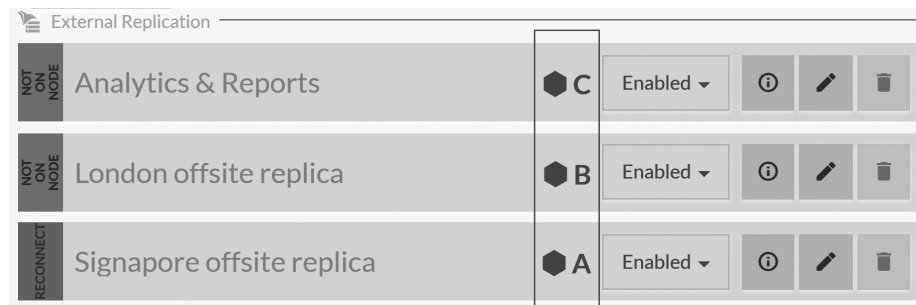 External Replication
NOT ON NODE Analytics & Reports C Enabled
NOT ON NODE London offsite replica B Enabled
RECONNECT Signapore offsite replica A Enabled